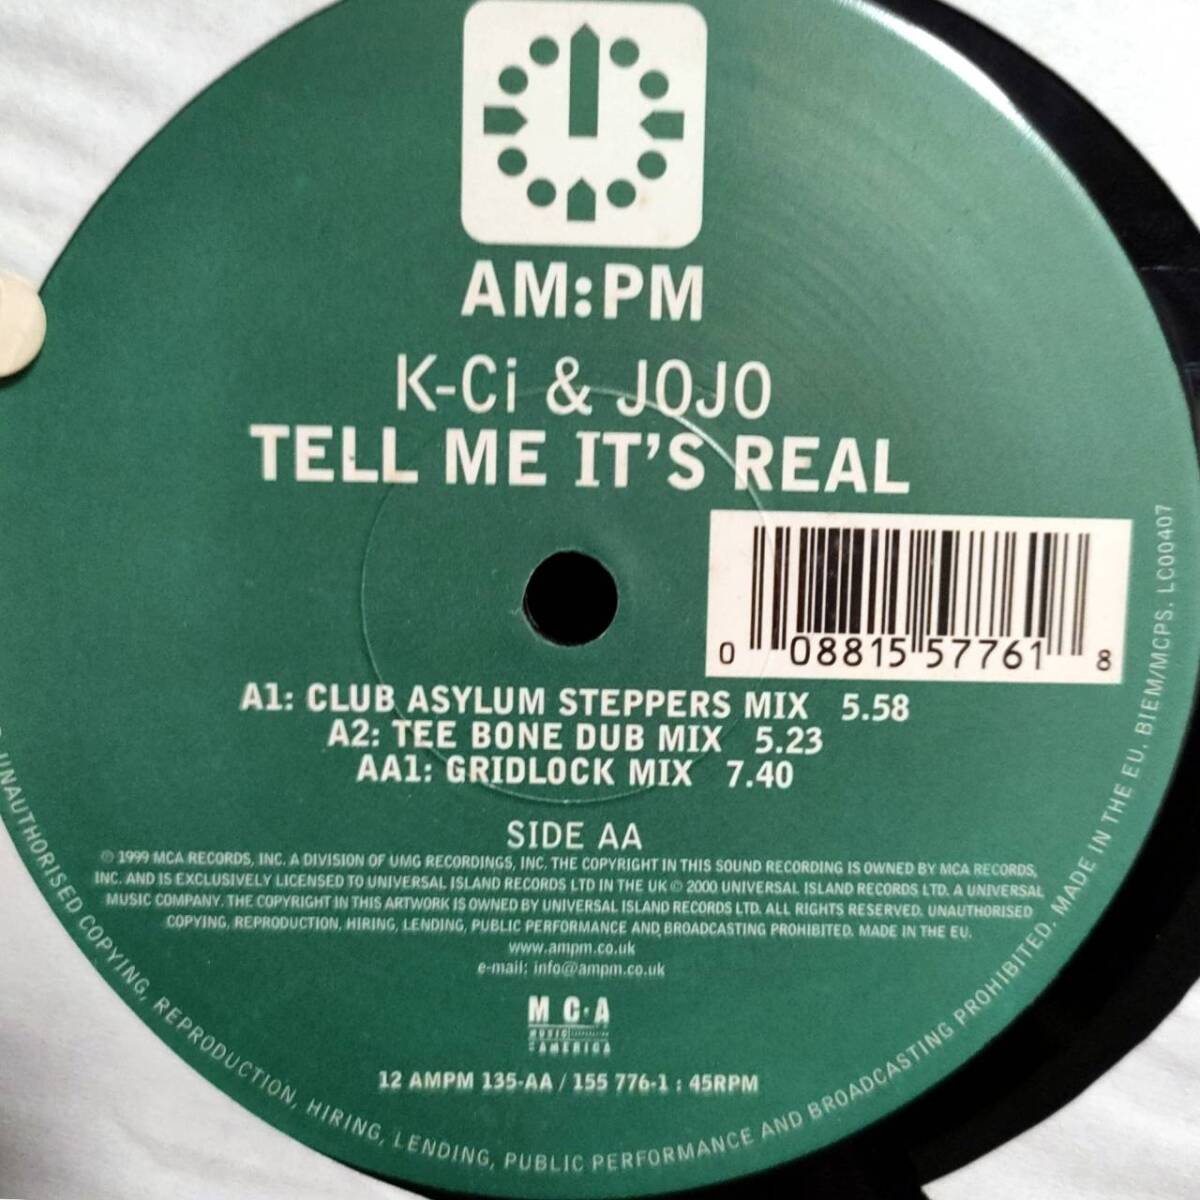 AM:PM
K-Ci & JOJO
TELL ME IT'S REAL
0 08815 57761 8
A1: CLUB ASYLUM STEPPERS MIX 5.58
A2: TEE BONE DUB MIX 5.23
AA1: GRIDLOCK MIX 7.40
SIDE AA
℗ 1999 MCA RECORDS, INC. A DIVISION OF UMG RECORDINGS, INC. THE COPYRIGHT IN THIS SOUND RECORDING IS OWNED BY MCA RECORDS,
INC. AND IS EXCLUSIVELY LICENSED TO UNIVERSAL ISLAND RECORDS LTD IN THE UK © 2000 UNIVERSAL ISLAND RECORDS LTD. A UNIVERSAL
MUSIC COMPANY. THE COPYRIGHT IN THIS ARTWORK IS OWNED BY UNIVERSAL ISLAND RECORDS LTD. ALL RIGHTS RESERVED. UNAUTHORISED
COPYING, REPRODUCTION, HIRING, LENDING, PUBLIC PERFORMANCE AND BROADCASTING PROHIBITED. MADE IN THE EU.
www.ampm.co.uk
e-mail: info@ampm.co.uk
MC·A
MUSIC
AMERICA
12 AMPM 135-AA / 155 776-1 : 45RPM
UNAUTHORISED COPYING, REPRODUCTION, HIRING, LENDING, PUBLIC PERFORMANCE AND BROADCASTING PROHIBITED. MADE IN THE EU. BIEM/MCPS. LC00407